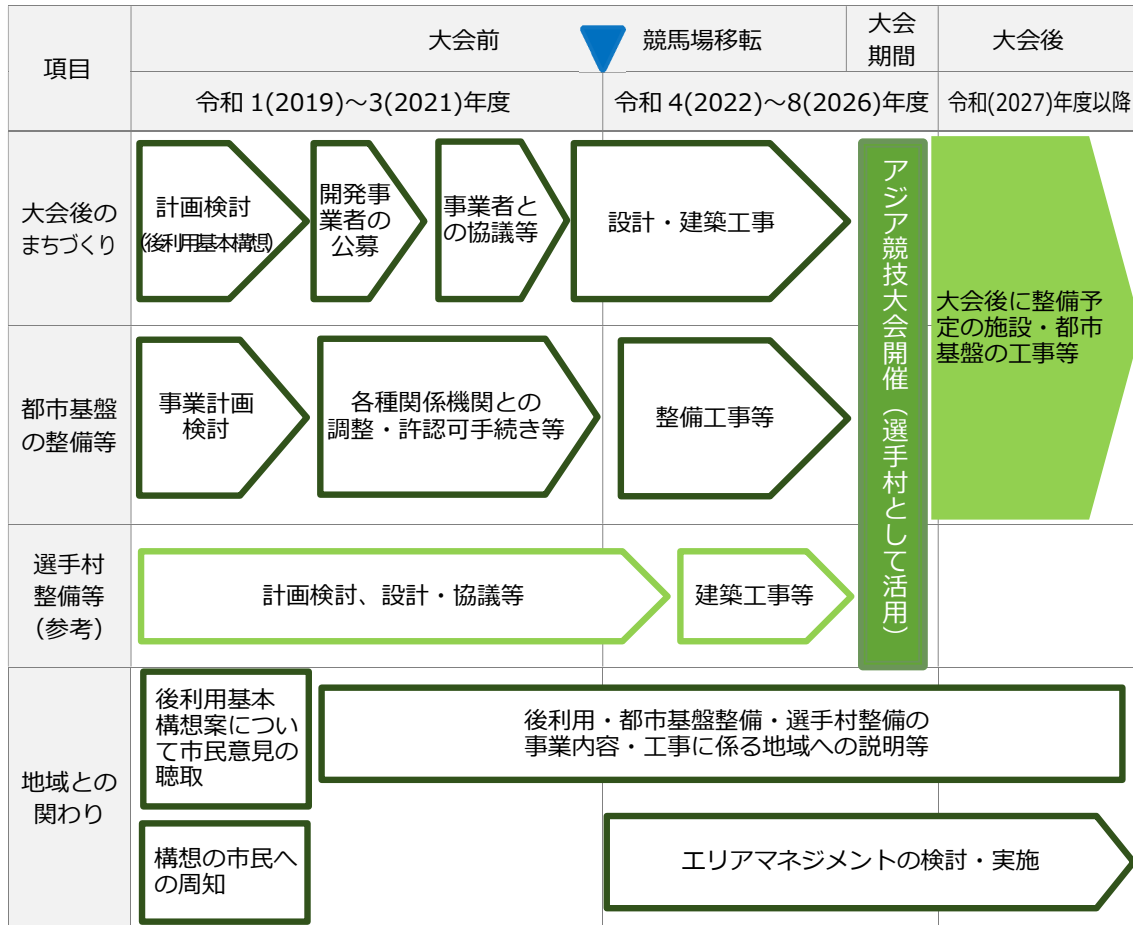 項目
大会前
競馬場移転
大会
期間
大会後
令和 1(2019)～3(2021)年度
令和 4(2022)～8(2026)年度
令和(2027)年度以降
大会後の
まちづくり
計画検討
(後利用基本構想)
開発事
業者の
公募
事業者と
の協議等
設計・建築工事
アジア競技大会開催（選手村として活用）
大会後に整備予
定の施設・都市
基盤の工事等
都市基盤
の整備等
事業計画
検討
各種関係機関との
調整・許認可手続き等
整備工事等
選手村
整備等
（参考）
計画検討、設計・協議等
建築工事等
地域との
関わり
後利用基本
構想案につい
て市民意見の
聴取
後利用・都市基盤整備・選手村整備の
事業内容・工事に係る地域への説明等
構想の市民へ
の周知
エリアマネジメントの検討・実施